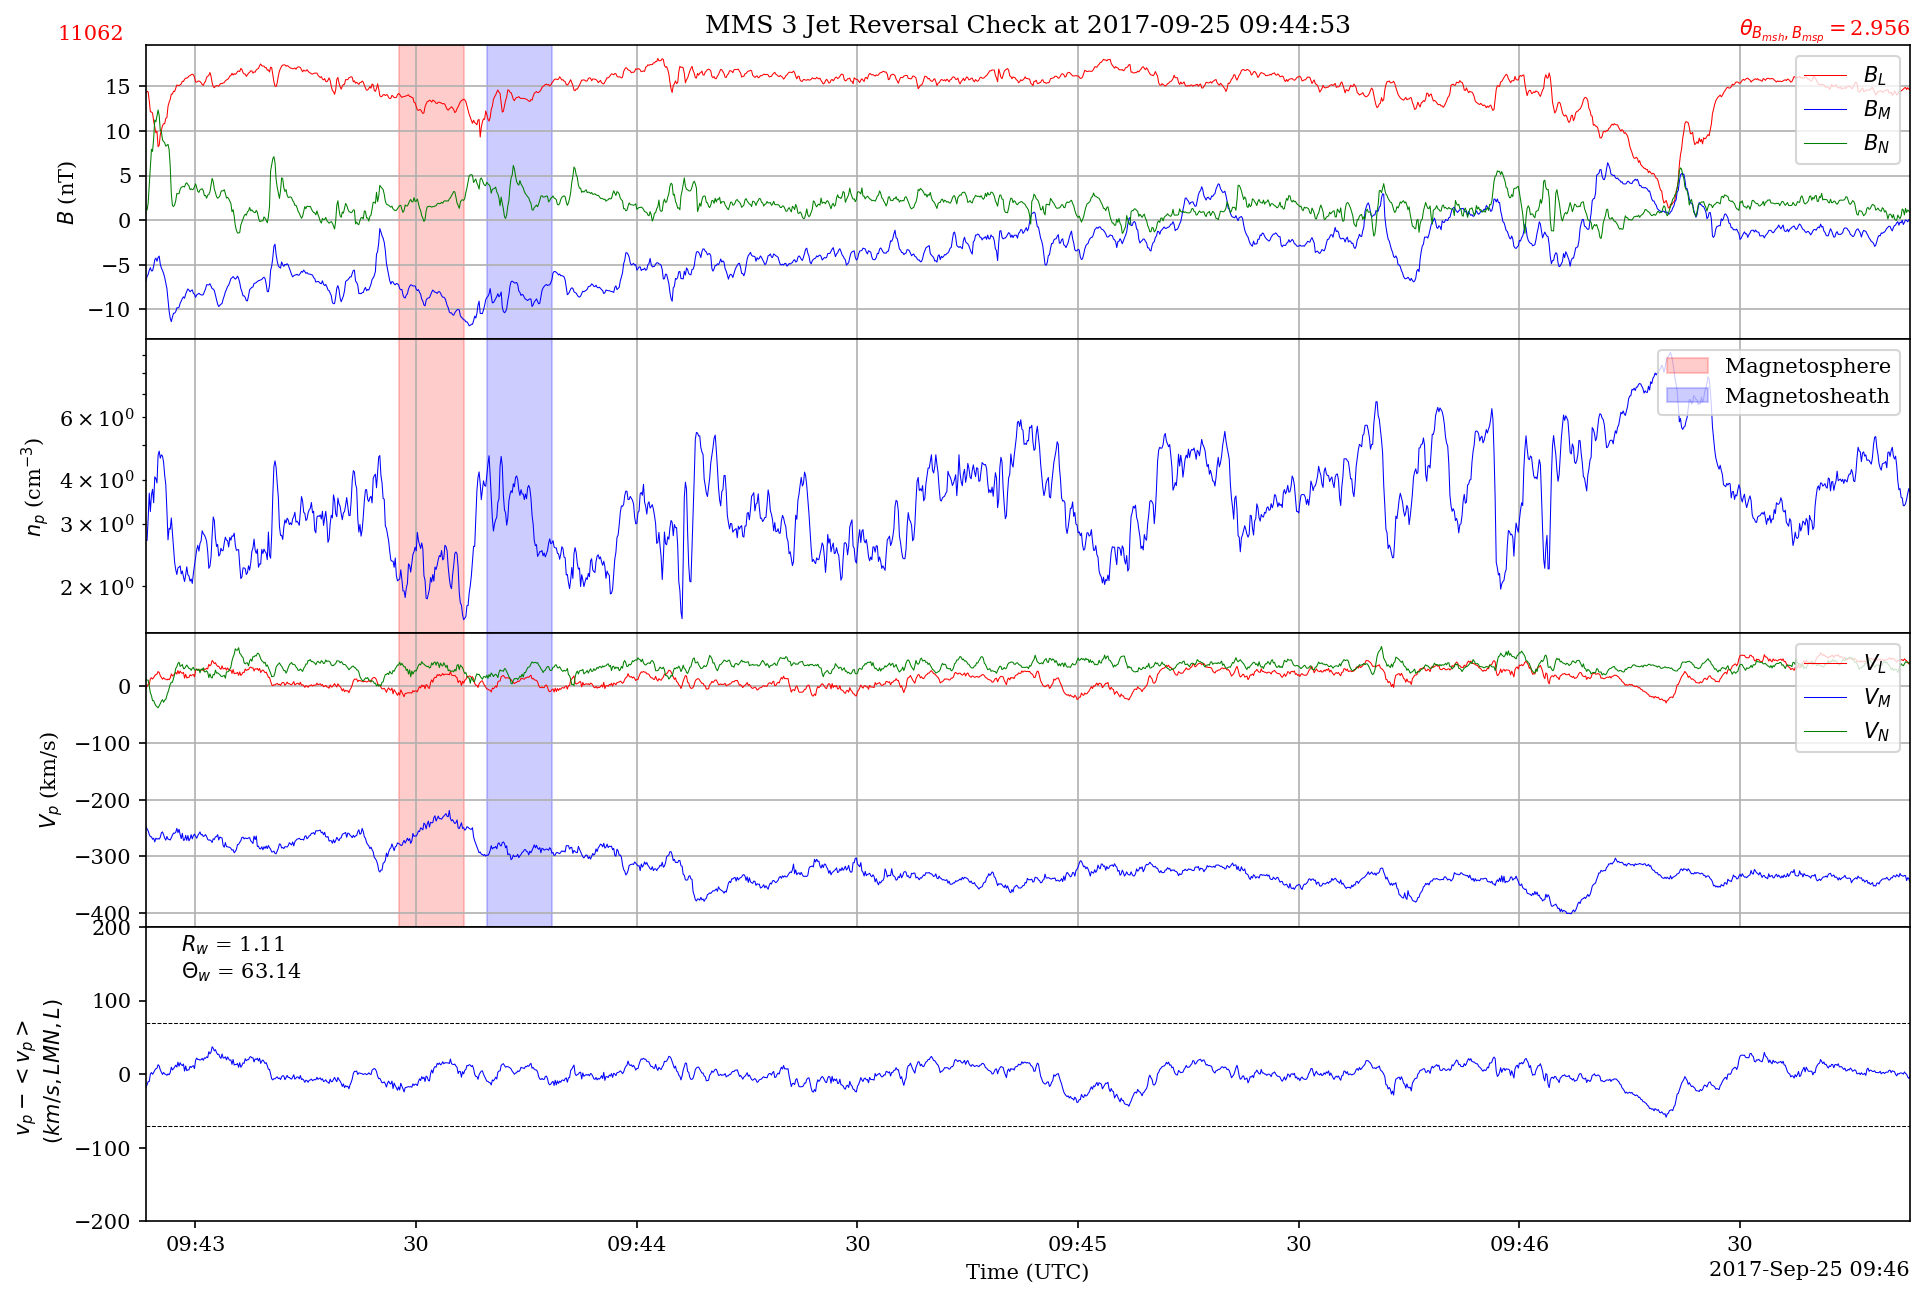 11062
MMS 3 Jet Reversal Check at 2017-09-25 09:44:53
θ_{B_{msh}, B_{msp}} = 2.956
B (nT)
15
10
5
0
−5
−10
B_L
B_M
B_N
n_p (cm⁻³)
6 × 10⁰
4 × 10⁰
3 × 10⁰
2 × 10⁰
Magnetosphere
Magnetosheath
V_p (km/s)
0
−100
−200
−300
−400
V_L
V_M
V_N
v_p − < v_p >
(km/s, LMN, L)
200
100
0
−100
−200
R_w = 1.11
Θ_w = 63.14
09:43 30 09:44 30 09:45 30 09:46 30
Time (UTC)
2017-Sep-25 09:46